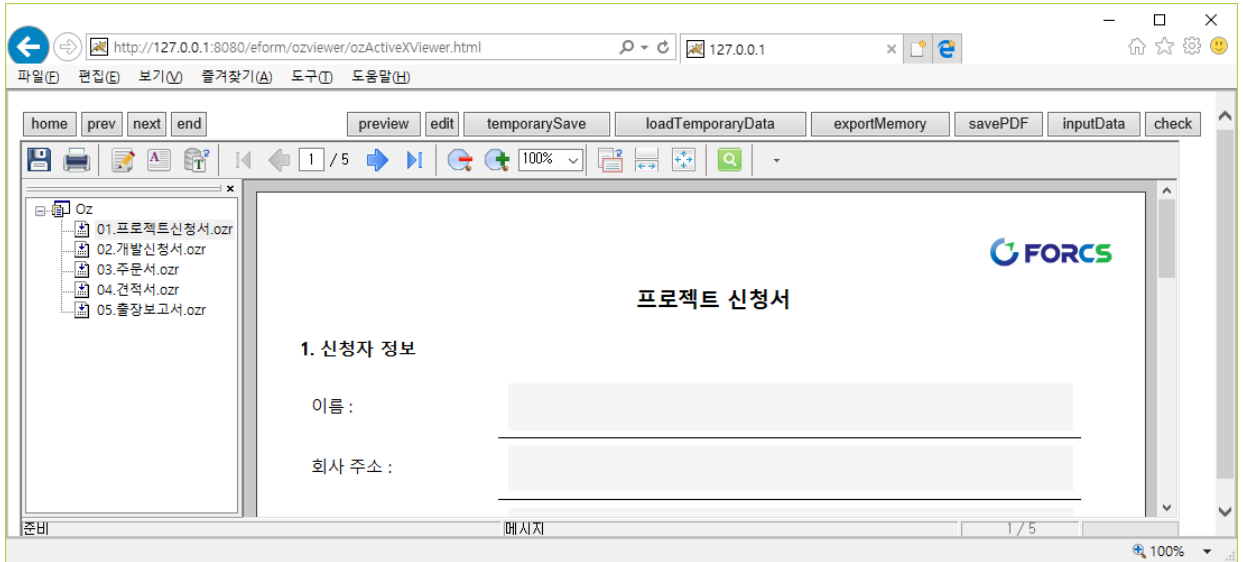 http://127.0.0.1:8080/eform/ozviewer/ozActiveXViewer.html
127.0.0.1
파일(F) 편집(E) 보기(V) 즐겨찾기(A) 도구(T) 도움말(H)
home prev next end preview edit temporarySave loadTemporaryData exportMemory savePDF inputData check
1 / 5 100%
Oz
01.프로젝트신청서.ozr
02.개발신청서.ozr
03.주문서.ozr
04.견적서.ozr
05.출장보고서.ozr
FORCS
프로젝트 신청서
1. 신청자 정보
이름 :
회사 주소 :
준비 메시지 1 / 5
100%